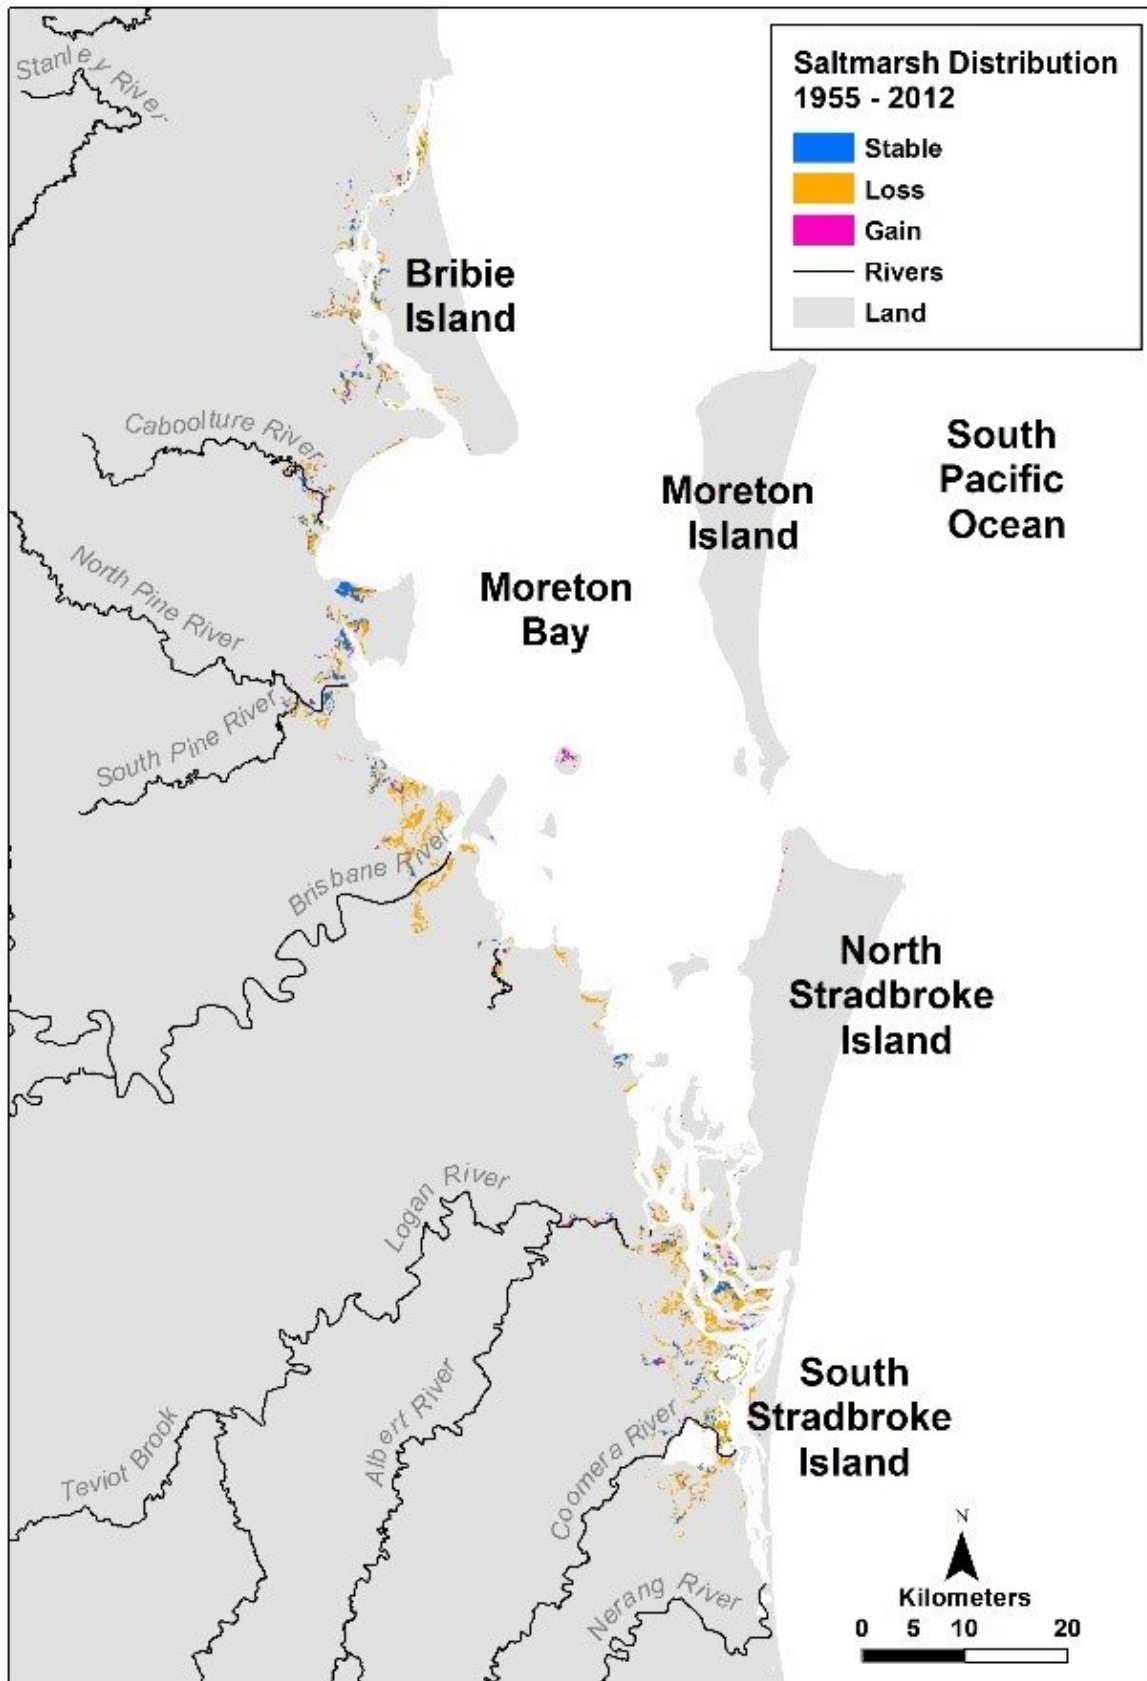 Stanley
River
Saltmarsh Distribution
1955 - 2012
Stable
Loss
Gain
Rivers
Land
Bribie
Island
Caboolture River
South
Pacific
Ocean
Moreton
Island
Moreton
Bay
North Pine River
South Pine River
Brisbane River
North
Stradbroke
Island
Logan River
South
Stradbroke
Island
Teviot Brook
Albert River
Coomera River
Nerang River
N
Kilometers
0 5 10 20